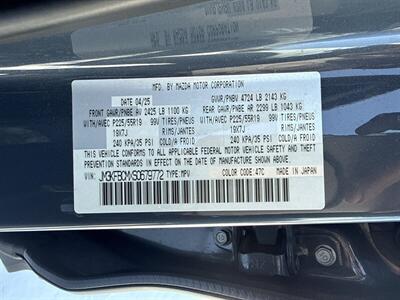 MFD. BY MAZDA MOTOR CORPORATION
DATE: 04/25 GVWR/PNBV 4724 LB 2143 KG
FRONT GAWR/PNBE AV 2425 LB 1100 KG REAR GAWR/PNBE AR 2299 LB 1043 KG
WITH/AVEC P225/55R19 99V TIRES/PNEUS WITH/AVEC P225/55R19 99V TIRES/PNEUS
19X7J RIMS/JANTES 19X7J RIMS/JANTES
240 KPA/35 PSI COLD/A FROID 240 KPA/35 PSI COLD/A FROID
THIS VEHICLE CONFORMS TO ALL APPLICABLE FEDERAL MOTOR VEHICLE SAFETY, BUMPER, AND THEFT
PREVENTION STANDARDS IN EFFECT ON THE DATE OF MANUFACTURE SHOWN ABOVE.
VIN: TYPE:MPV COLOR CODE: 47C MADE IN JAPAN